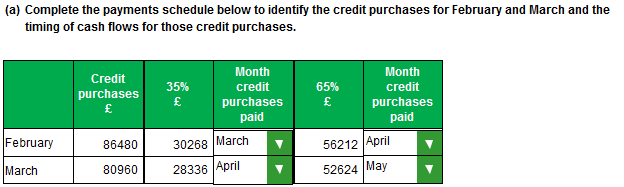 (a) Complete the payments schedule below to identify the credit purchases for February and March and the
timing of cash flows for those credit purchases.
Credit
purchases
£
35%
£
Month
credit
purchases
paid
65%
£
Month
credit
purchases
paid
February 86480 30268 March 56212 April
March 80960 28336 April 52624 May